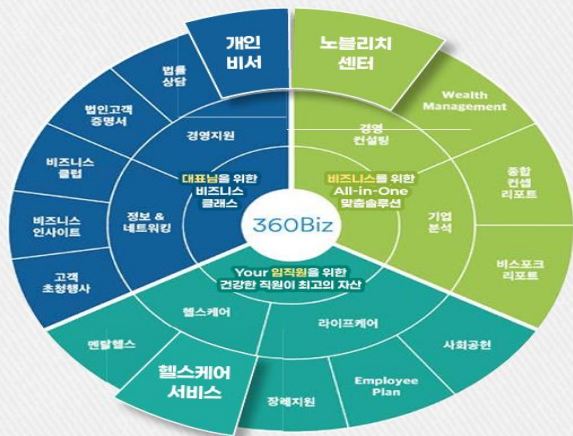 개인
비서
노블리치
센터
법률
상담
Wealth
Management
법인고객
증명서
경영지원
경영
컨설팅
비즈니스
클럽
대표님을 위한
비즈니스
클래스
비즈니스를 위한
All-in-One
맞춤솔루션
종합
컨셉
리포트
비즈니스
인사이트
정보 &
네트워킹
360Biz
기업
분석
비스포크
리포트
고객
초청행사
Your 임직원을 위한
건강한 직원이 최고의 자산
헬스케어
라이프케어
멘탈헬스
사회공헌
헬스케어
서비스
장례지원
Employee
Plan